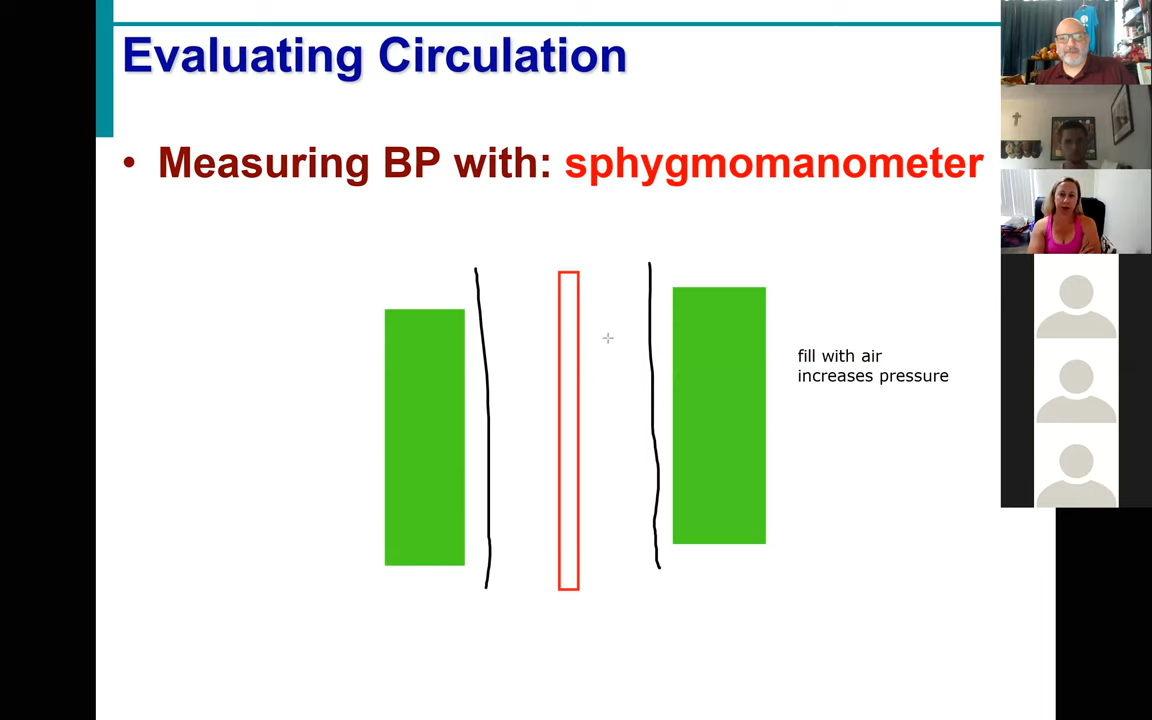 Evaluating Circulation
• Measuring BP with: sphygmomanometer
fill with air
increases pressure